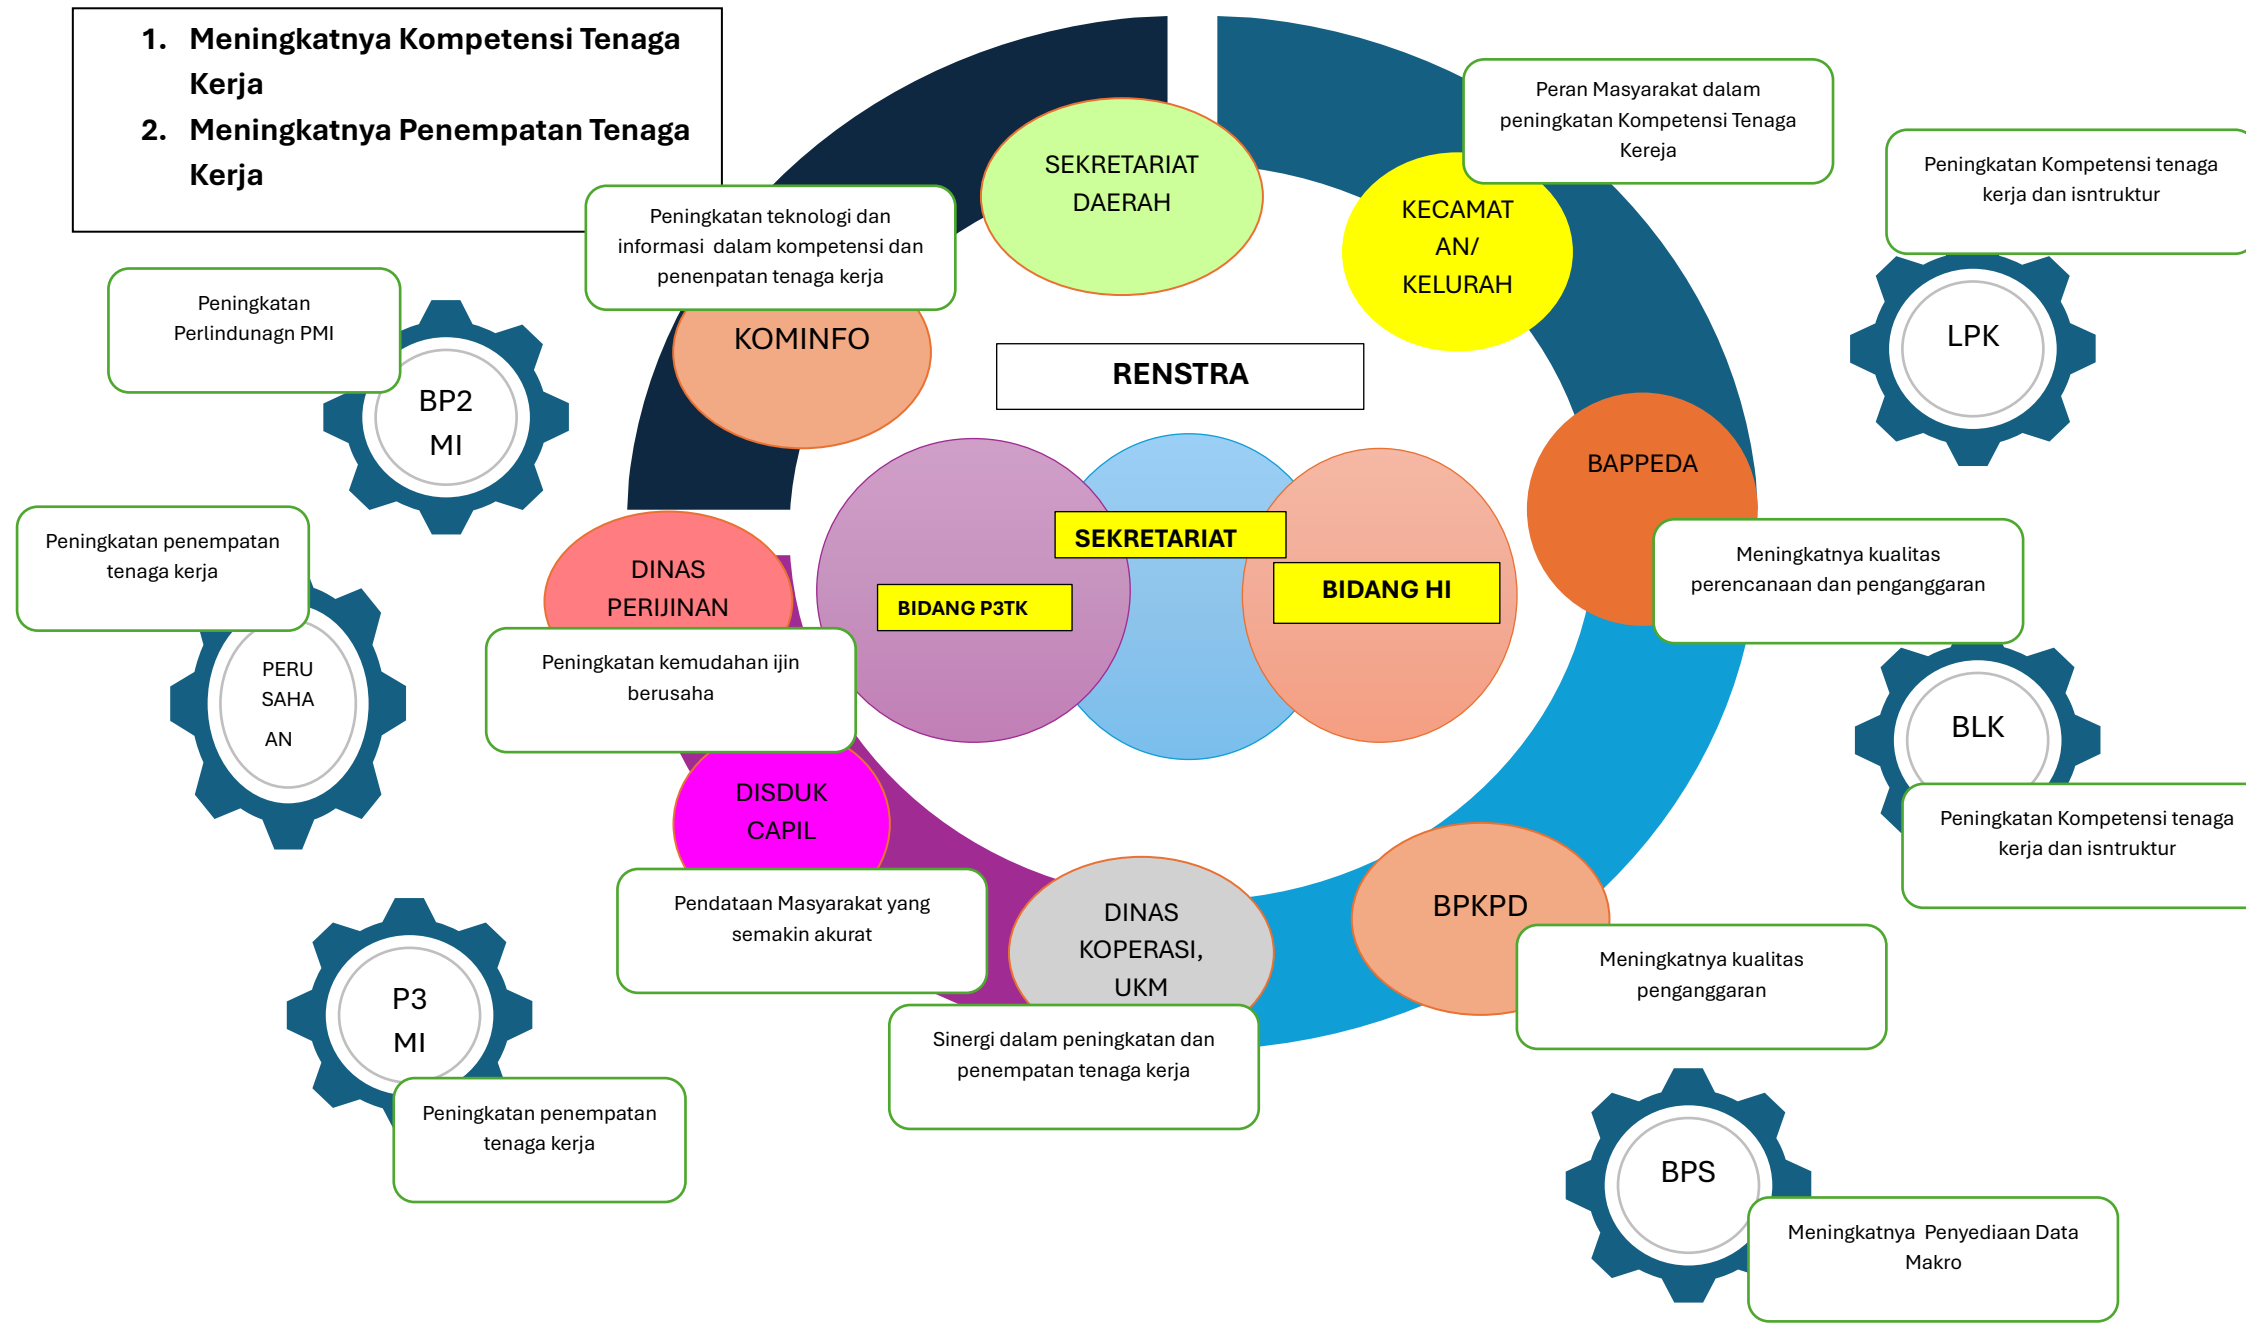 1. Meningkatnya Kompetensi Tenaga
Kerja
2. Meningkatnya Penempatan Tenaga
Kerja
Peran Masyarakat dalam
peningkatan Kompetensi Tenaga
Kereja
Peningkatan Kompetensi tenaga
kerja dan isntruktur
SEKRETARIAT
DAERAH
KECAMAT
AN/
KELURAH
Peningkatan teknologi dan
informasi dalam kompetensi dan
penenpatan tenaga kerja
Peningkatan
Perlindunagn PMI
KOMINFO
LPK
RENSTRA
BP2
MI
BAPPEDA
Peningkatan penempatan
tenaga kerja
SEKRETARIAT
BIDANG HI
BIDANG P3TK
DINAS
PERIJINAN
Meningkatnya kualitas
perencanaan dan penganggaran
PERU
SAHA
AN
Peningkatan kemudahan ijin
berusaha
BLK
DISDUK
CAPIL
Peningkatan Kompetensi tenaga
kerja dan isntruktur
Pendataan Masyarakat yang
semakin akurat
DINAS
KOPERASI,
UKM
BPKPD
Meningkatnya kualitas
penganggaran
P3
MI
Sinergi dalam peningkatan dan
penempatan tenaga kerja
Peningkatan penempatan
tenaga kerja
BPS
Meningkatnya Penyediaan Data
Makro